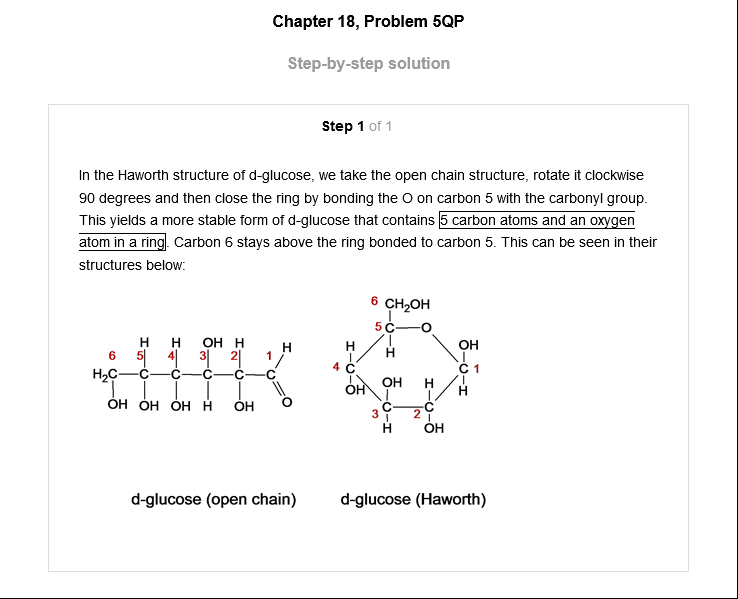 Chapter 18, Problem 5QP
Step-by-step solution
Step 1 of 1
In the Haworth structure of d-glucose, we take the open chain structure, rotate it clockwise
90 degrees and then close the ring by bonding the O on carbon 5 with the carbonyl group.
This yields a more stable form of d-glucose that contains 5 carbon atoms and an oxygen
atom in a ring. Carbon 6 stays above the ring bonded to carbon 5. This can be seen in their
structures below:
H H OH H H
6 5 4 3 2 1
H₂C C C C C C
OH OH OH H OH O
6 CH₂OH
5 C O
H H OH
4 C C 1
OH OH H H
3 C 2 C
H OH
d-glucose (open chain) d-glucose (Haworth)